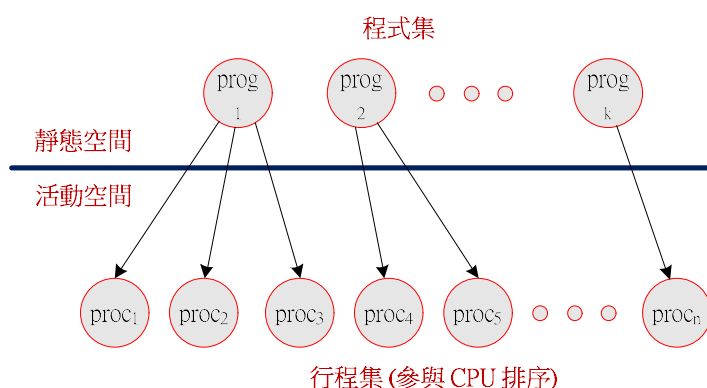 程式集
prog
1
prog
2
prog
k
靜態空間
活動空間
proc1
proc2
proc3
proc4
proc5
procn
行程集 (參與 CPU 排序)